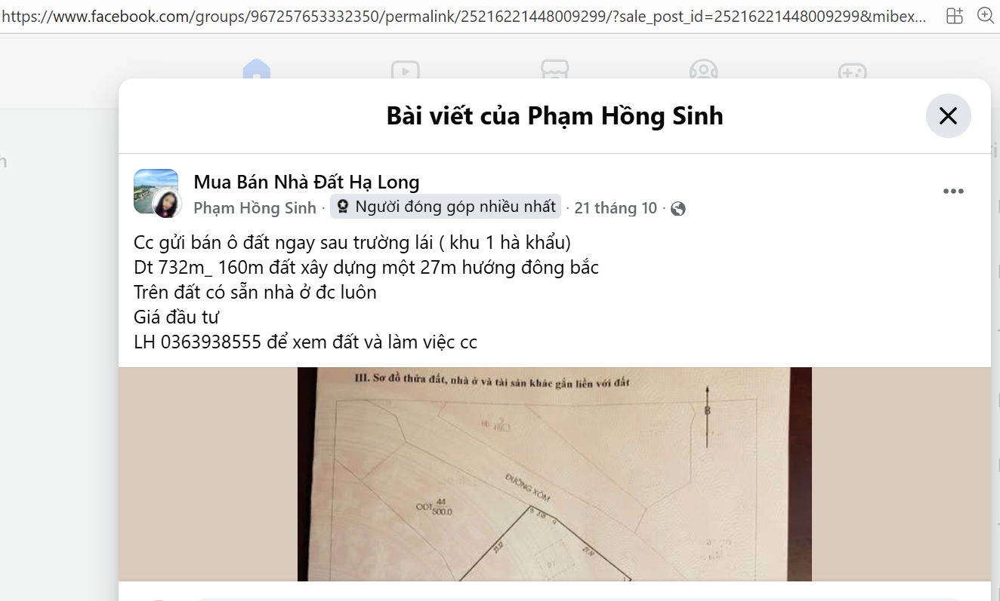 https://www.facebook.com/groups/967257653332350/permalink/25216221448009299/?sale_post_id=25216221448009299&mibex...
Bài viết của Phạm Hồng Sinh
Mua Bán Nhà Đất Hạ Long
Phạm Hồng Sinh · Người đóng góp nhiều nhất · 21 tháng 10 ·
Cc gửi bán ô đất ngay sau trường lái ( khu 1 hà khẩu)
Dt 732m_ 160m đất xây dựng một 27m hướng đông bắc
Trên đất có sẵn nhà ở đc luôn
Giá đầu tư
LH 0363938555 để xem đất và làm việc cc
III. Sơ đồ thửa đất, nhà ở và tài sản khác gắn liền với đất
B
ĐƯỜNG XÓM
ODT 44
500.0